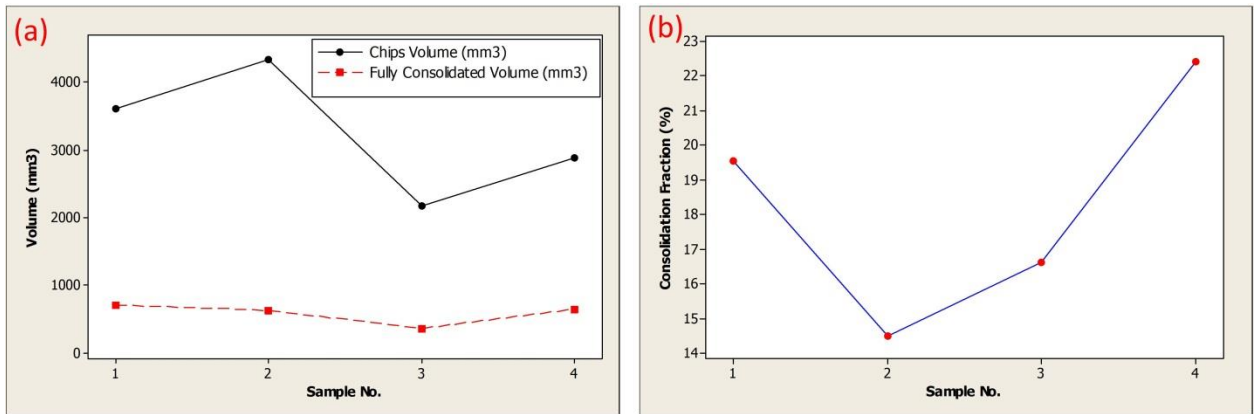 (a)
Chips Volume (mm3)
Fully Consolidated Volume (mm3)
4000
3000
2000
1000
0
Volume (mm3)
1 2 3 4
Sample No.
(b)
23
22
21
20
19
18
17
16
15
14
Consolidation Fraction (%)
1 2 3 4
Sample No.